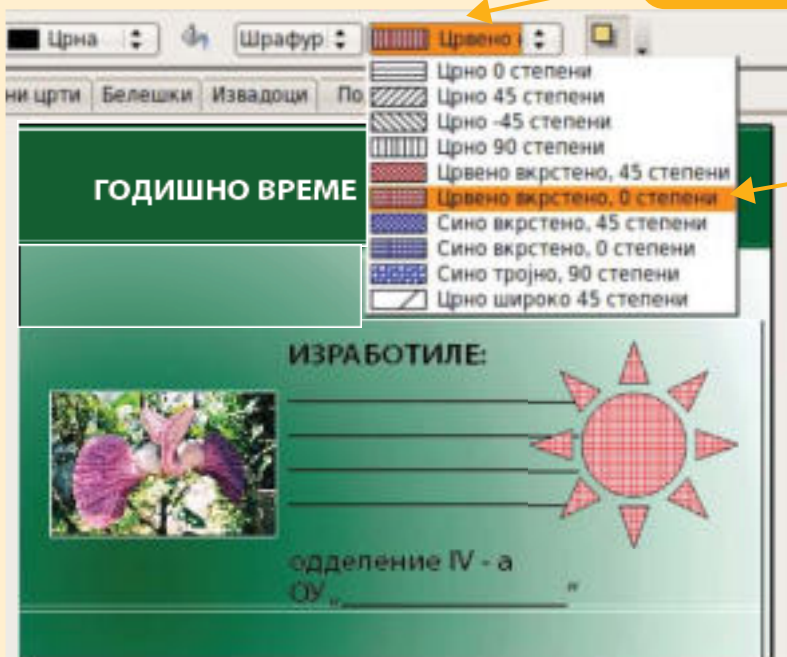 Црна Шрафур Црвено
ни црти Белешки Извадоци По
Црно 0 степени
Црно 45 степени
Црно -45 степени
Црно 90 степени
Црвено вкрстено, 45 степени
Црвено вкрстено, 0 степени
Сино вкрстено, 45 степени
Сино вкрстено, 0 степени
Сино тројно, 90 степени
Црно широко 45 степени
ГОДИШНО ВРЕМЕ
ИЗРАБОТИЛЕ:
одделение IV - а
ОУ „____________________“